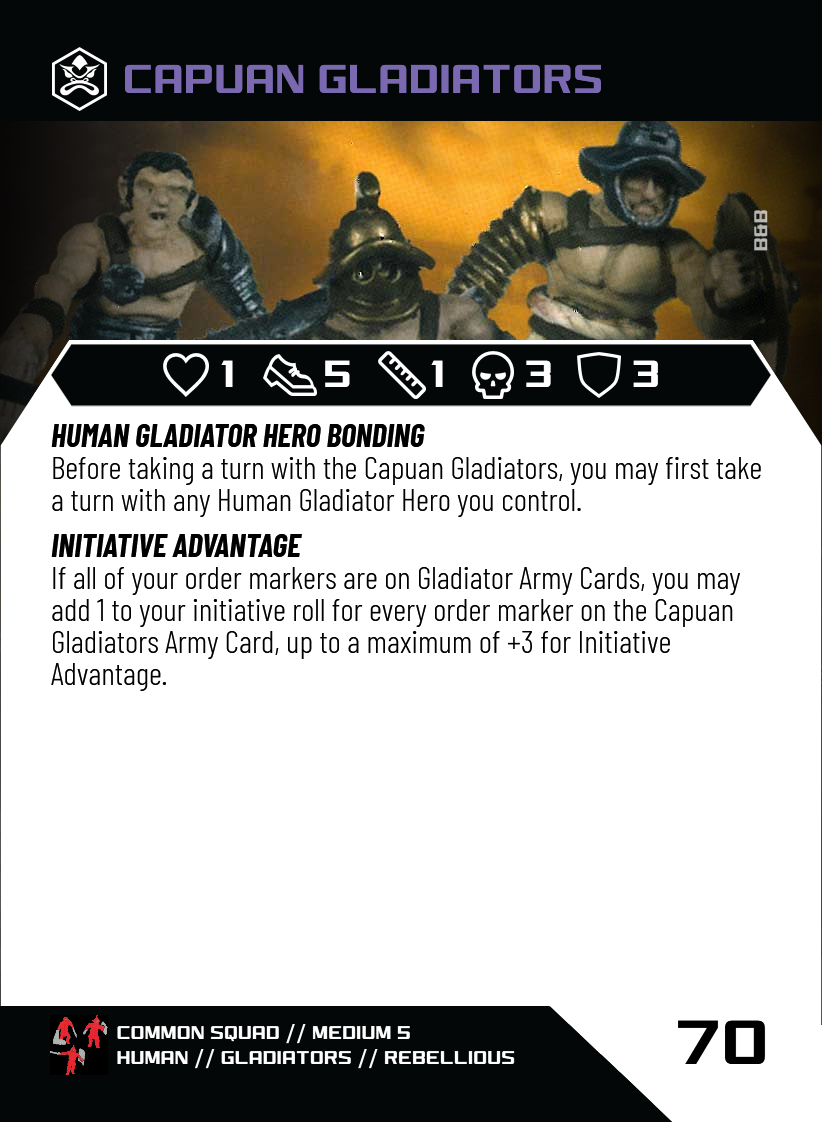 CAPUAN GLADIATORS
B&B
1 5 1 3 3
HUMAN GLADIATOR HERO BONDING
Before taking a turn with the Capuan Gladiators, you may first take
a turn with any Human Gladiator Hero you control.
INITIATIVE ADVANTAGE
If all of your order markers are on Gladiator Army Cards, you may
add 1 to your initiative roll for every order marker on the Capuan
Gladiators Army Card, up to a maximum of +3 for Initiative
Advantage.
COMMON SQUAD // MEDIUM 5
HUMAN // GLADIATORS // REBELLIOUS
70